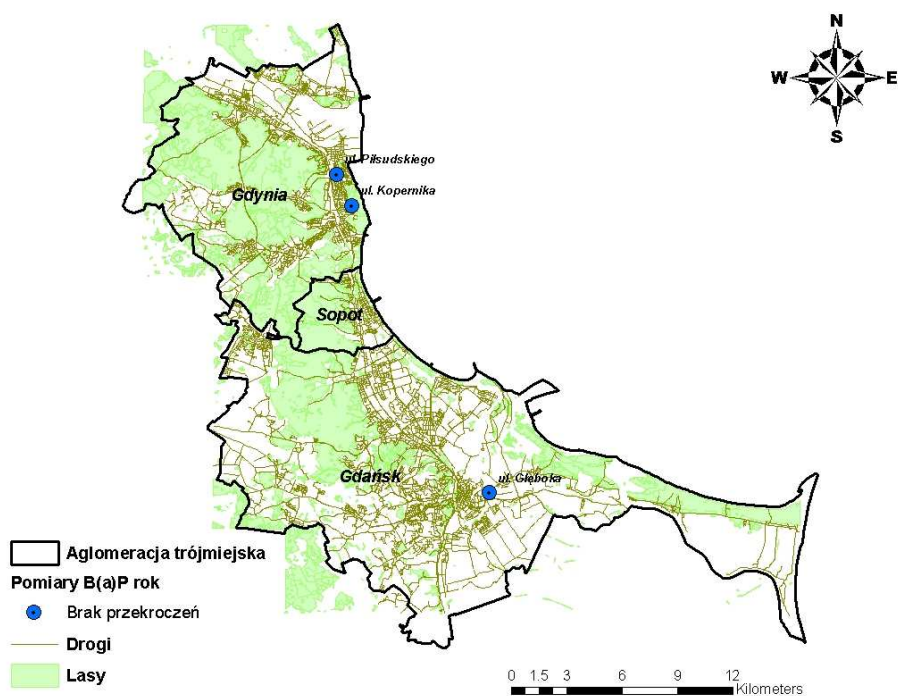 N
W E
S
ul. Piłsudskiego
ul. Kopernika
Gdynia
Sopot
Gdańsk
ul. Głęboka
Aglomeracja trójmiejska
Pomiary B(a)P rok
Brak przekroczeń
Drogi
Lasy
0 1.5 3 6 9 12
Kilometers